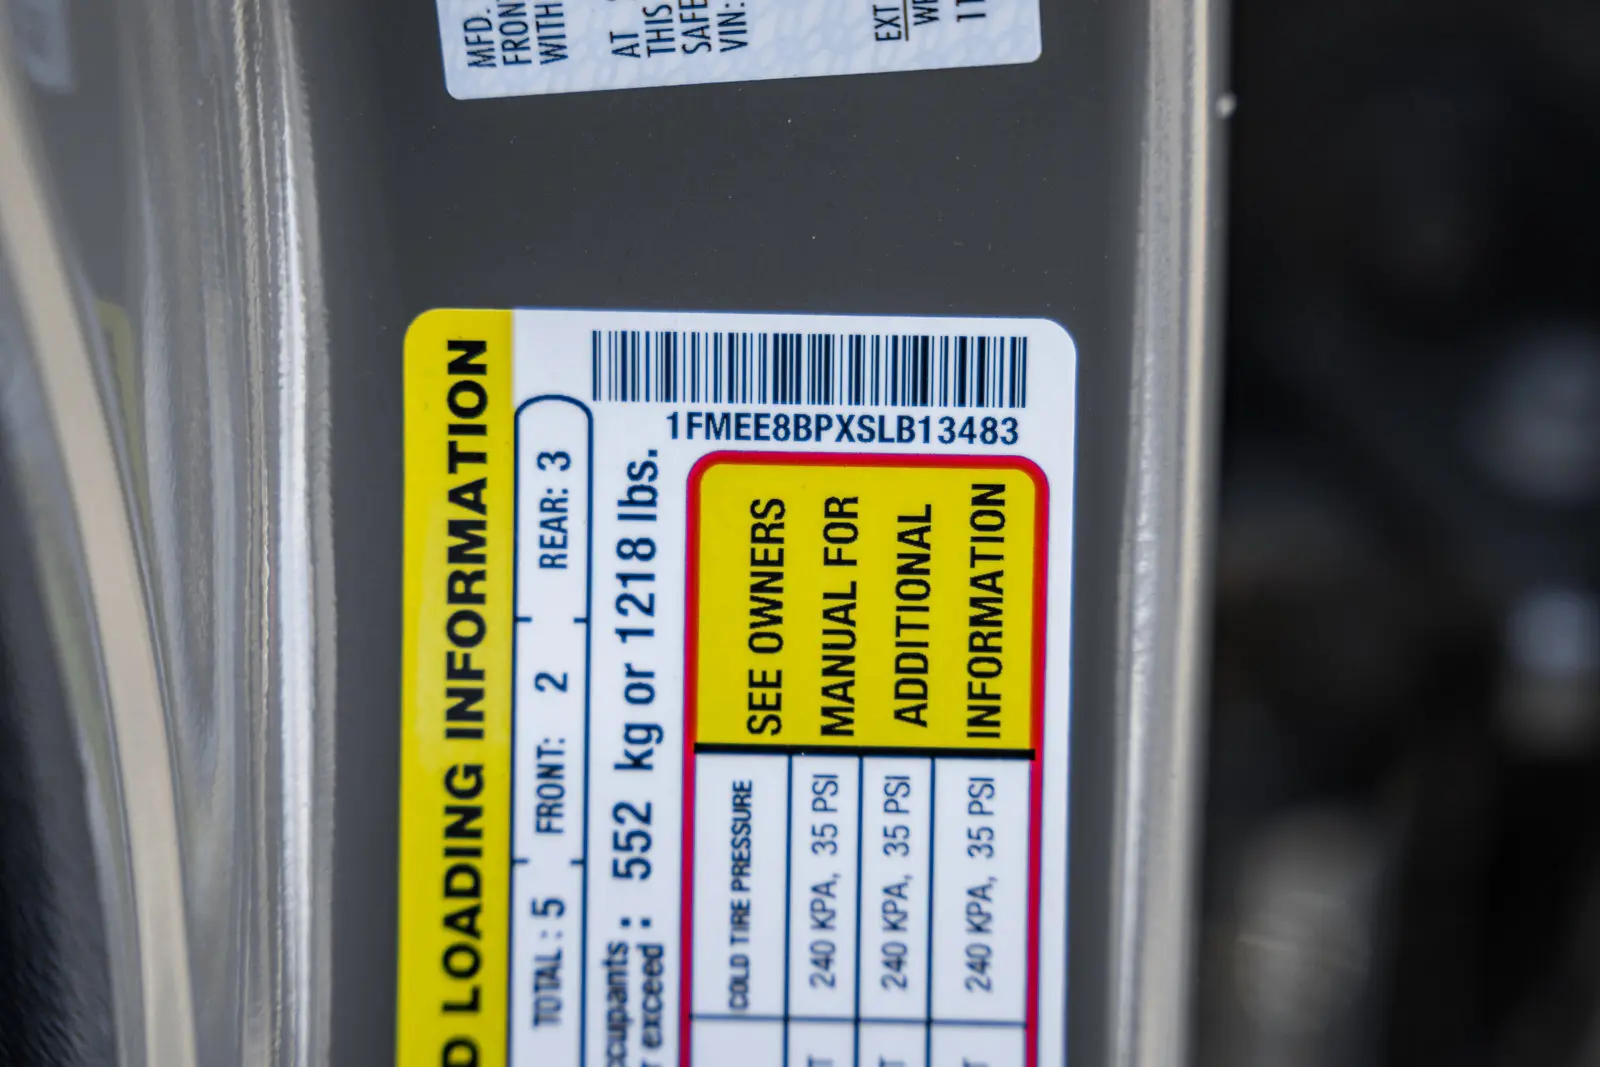 MFD.
FRONT
WITH
AT
THIS
SAFE
VIN:
EXT
1FMEE8BPXSLB13483
D LOADING INFORMATION
TOTAL : 5 FRONT: 2 REAR: 3
ccupants :
r exceed : 552 kg or 1218 lbs.
COLD TIRE PRESSURE
240 KPA, 35 PSI
240 KPA, 35 PSI
240 KPA, 35 PSI
SEE OWNERS
MANUAL FOR
ADDITIONAL
INFORMATION